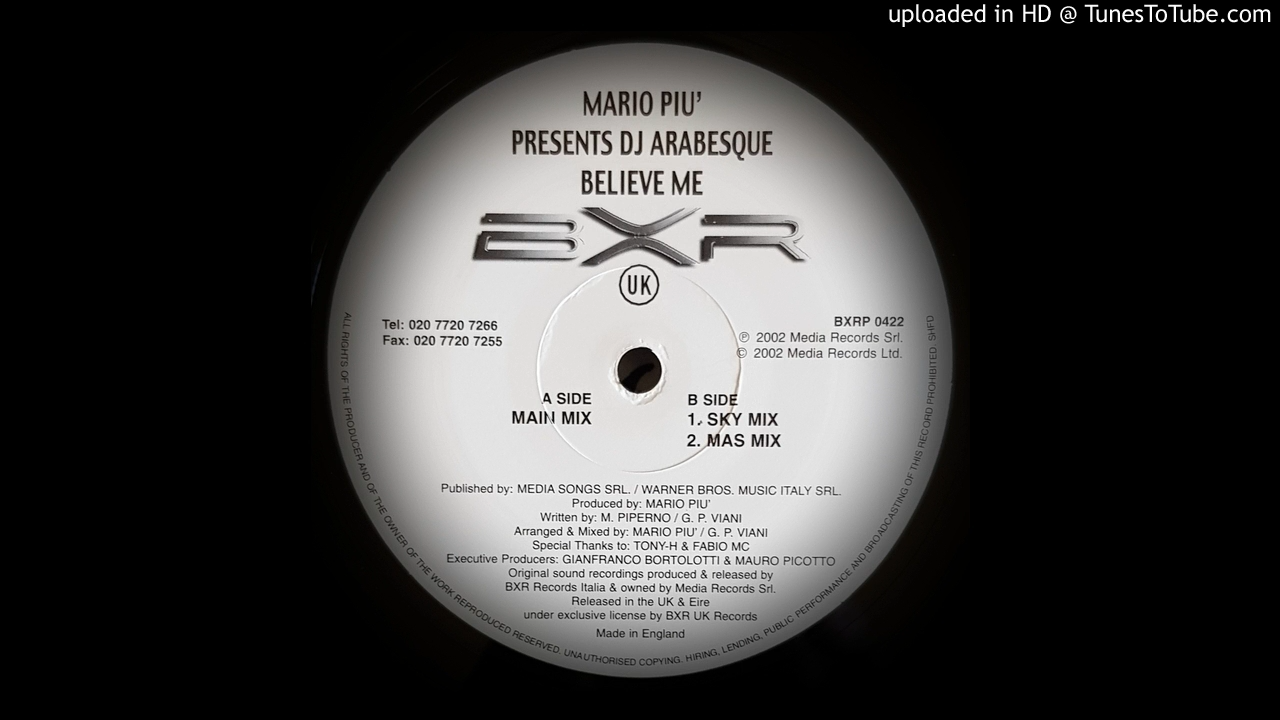 uploaded in HD @ TunesToTube.com
MARIO PIU’
PRESENTS DJ ARABESQUE
BELIEVE ME
BXR
UK
Tel: 020 7720 7266
Fax: 020 7720 7255
BXRP 0422
℗ 2002 Media Records Srl.
© 2002 Media Records Ltd.
A SIDE
MAIN MIX
B SIDE
1. SKY MIX
2. MAS MIX
Published by: MEDIA SONGS SRL. / WARNER BROS. MUSIC ITALY SRL.
Produced by: MARIO PIU’
Written by: M. PIPERNO / G. P. VIANI
Arranged & Mixed by: MARIO PIU’ / G. P. VIANI
Special Thanks to: TONY-H & FABIO MC
Executive Producers: GIANFRANCO BORTOLOTTI & MAURO PICOTTO
Original sound recordings produced & released by
BXR Records Italia & owned by Media Records Srl.
Released in the UK & Eire
under exclusive license by BXR UK Records
Made in England
ALL RIGHTS OF THE PRODUCER AND OF THE OWNER OF THE WORK REPRODUCED RESERVED. UNAUTHORISED COPYING. HIRING, LENDING, PUBLIC PERFORMANCE AND BROADCASTING OF THIS RECORD PROHIBITED. SHFD.